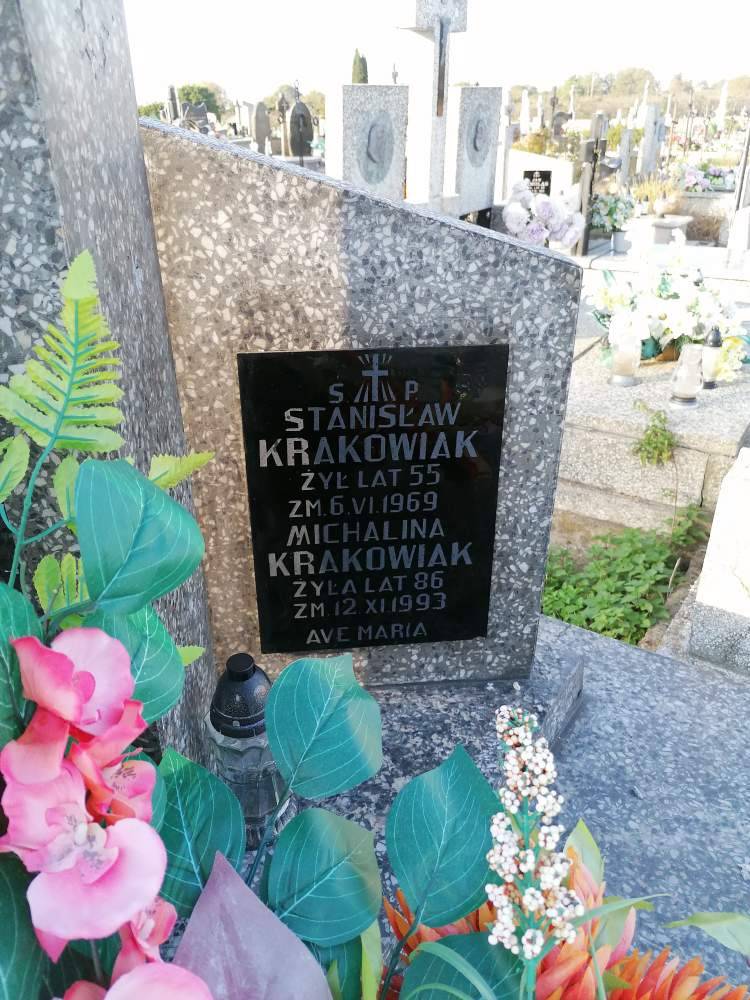 S P
STANISŁAW
KRAKOWIAK
ŻYŁ LAT 55
ZM. 6.VI.1969
MICHALINA
KRAKOWIAK
ŻYŁA LAT 86
ZM 12 XI 1993
AVE MARIA